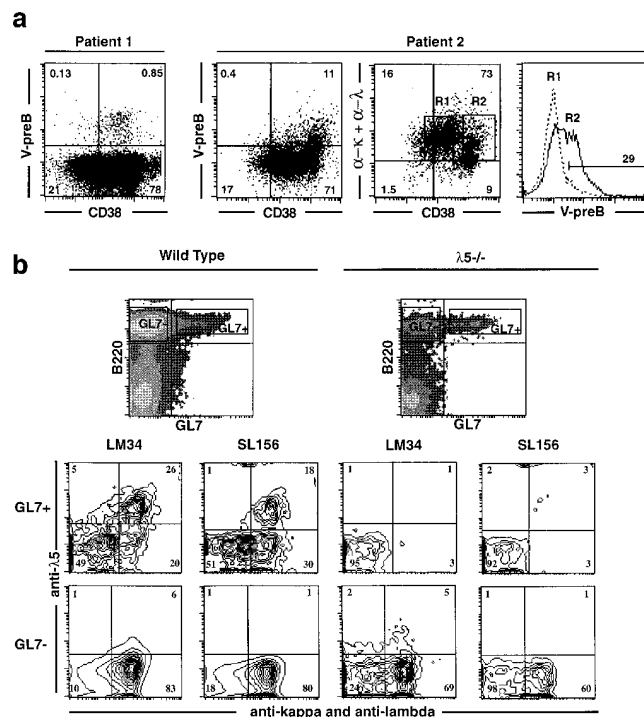 a
Patient 1
Patient 2
V-preB
0.13
0.85
21
78
CD38
V-preB
0.4
11
17
71
CD38
α-κ + α-λ
16
73
R1
R2
1.5
9
CD38
R1
R2
29
V-preB
b
Wild Type
λ5-/-
B220
GL7-
GL7+
GL7
B220
GL7-
GL7+
GL7
LM34
SL156
LM34
SL156
GL7+
5
26
49
20
1
18
51
30
1
1
95
3
2
3
92
3
anti-λ5
GL7-
1
6
10
83
1
1
18
80
2
5
24
69
1
1
98
60
anti-kappa and anti-lambda